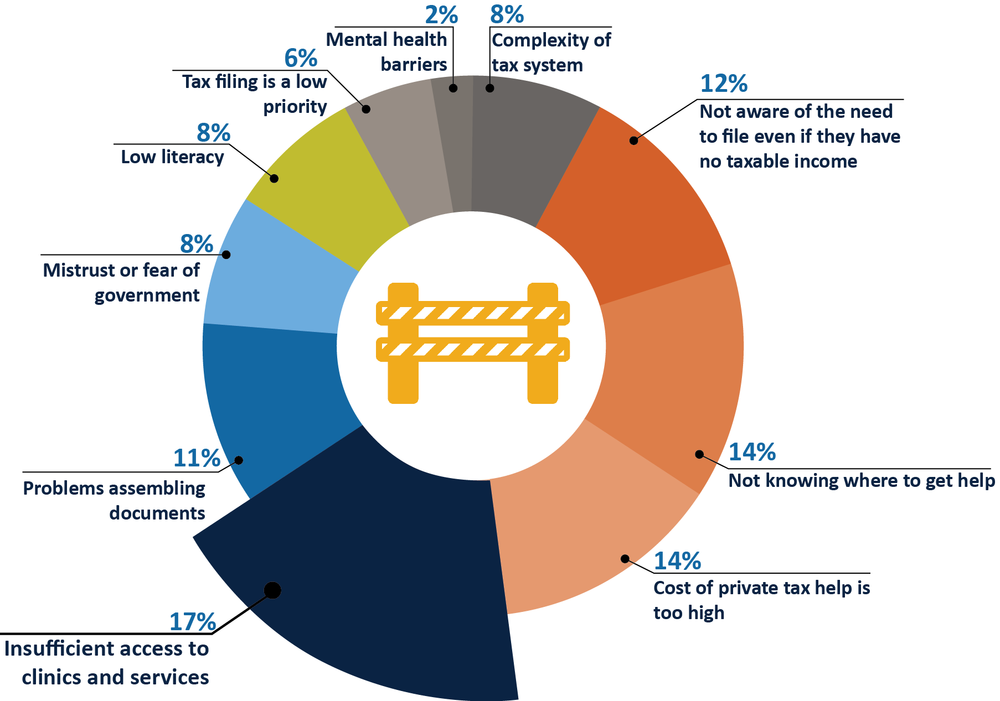 2%
Mental health
barriers
8%
Complexity of
tax system
12%
Not aware of the need
to file even if they have
no taxable income
14%
Not knowing where to get help
14%
Cost of private tax help is
too high
17%
Insufficient access to
clinics and services
11%
Problems assembling
documents
8%
Mistrust or fear of
government
8%
Low literacy
6%
Tax filing is a low
priority